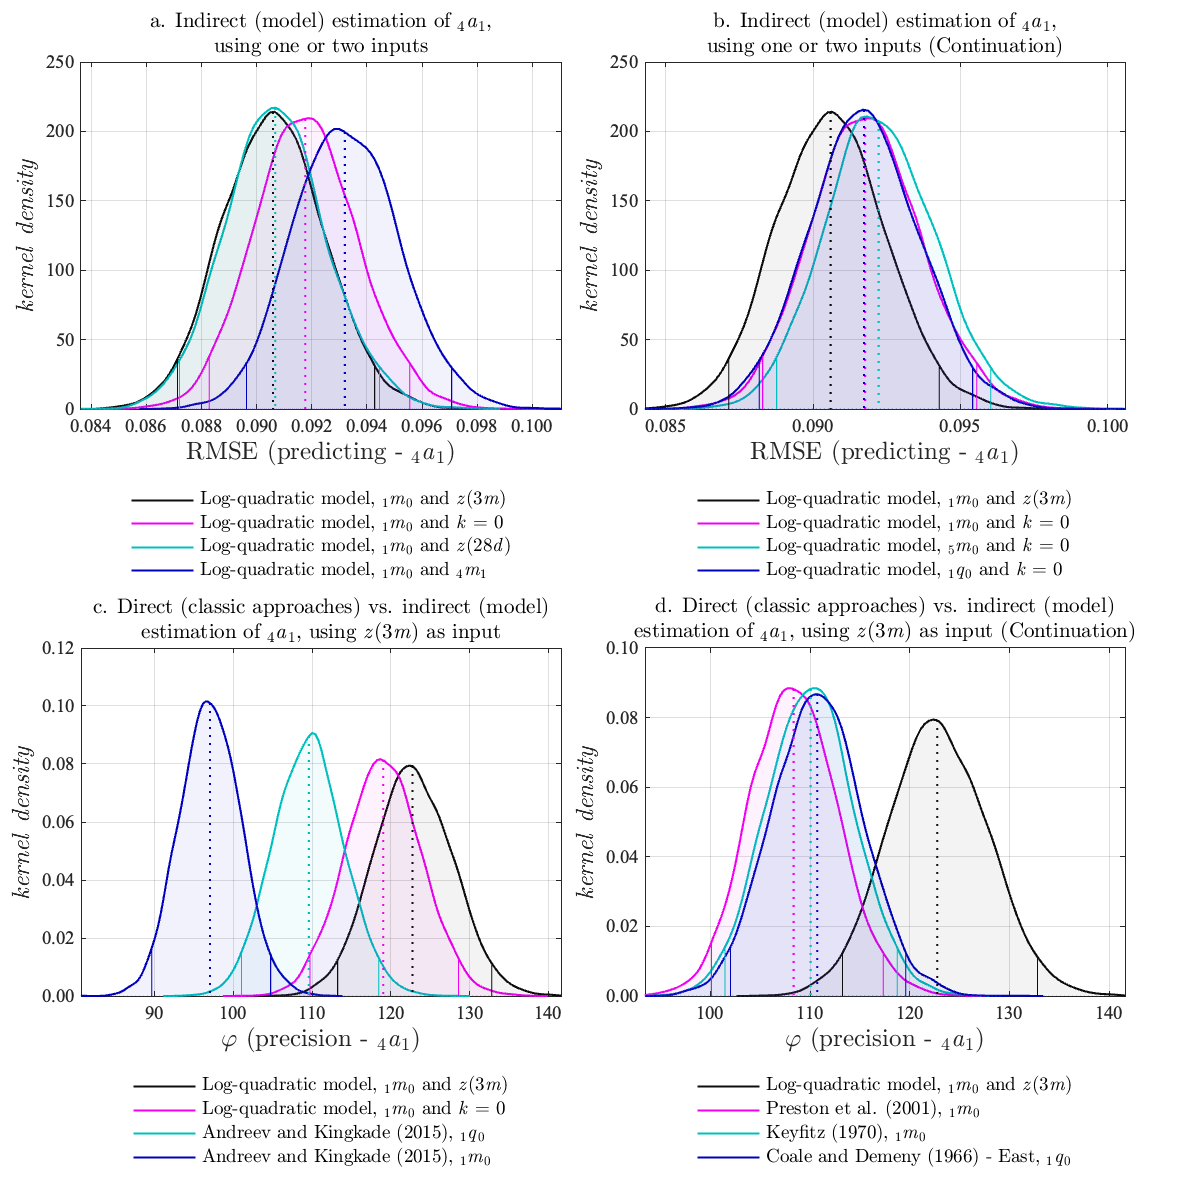 a. Indirect (model) estimation of ₄a₁,
using one or two inputs
250
200
150
100
50
0
kernel density
0.084 0.086 0.088 0.090 0.092 0.094 0.096 0.098 0.100
RMSE (predicting - ₄a₁)
Log-quadratic model, ₁m₀ and z(3m)
Log-quadratic model, ₁m₀ and k = 0
Log-quadratic model, ₁m₀ and z(28d)
Log-quadratic model, ₁m₀ and ₄m₁
b. Indirect (model) estimation of ₄a₁,
using one or two inputs (Continuation)
250
200
150
100
50
0
kernel density
0.085 0.090 0.095 0.100
RMSE (predicting - ₄a₁)
Log-quadratic model, ₁m₀ and z(3m)
Log-quadratic model, ₁m₀ and k = 0
Log-quadratic model, ₅m₀ and k = 0
Log-quadratic model, ₁q₀ and k = 0
c. Direct (classic approaches) vs. indirect (model)
estimation of ₄a₁, using z(3m) as input
0.12
0.10
0.08
0.06
0.04
0.02
0.00
kernel density
90 100 110 120 130 140
φ (precision - ₄a₁)
Log-quadratic model, ₁m₀ and z(3m)
Log-quadratic model, ₁m₀ and k = 0
Andreev and Kingkade (2015), ₁q₀
Andreev and Kingkade (2015), ₁m₀
d. Direct (classic approaches) vs. indirect (model)
estimation of ₄a₁, using z(3m) as input (Continuation)
0.10
0.08
0.06
0.04
0.02
0.00
kernel density
100 110 120 130 140
φ (precision - ₄a₁)
Log-quadratic model, ₁m₀ and z(3m)
Preston et al. (2001), ₁m₀
Keyfitz (1970), ₁m₀
Coale and Demeny (1966) - East, ₁q₀